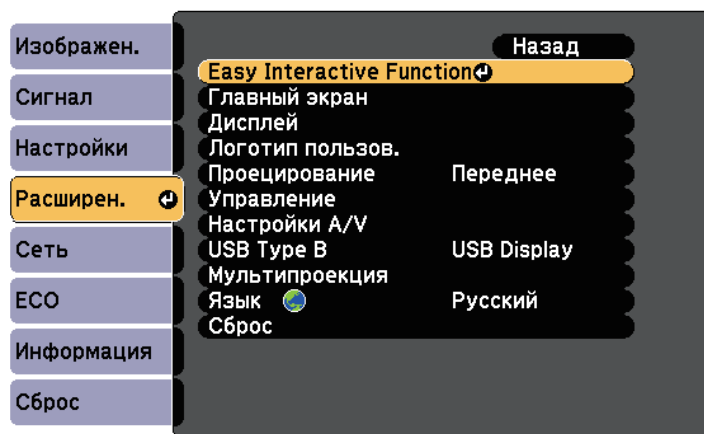 Изображен.
Сигнал
Настройки
Расширен.
Сеть
ECO
Информация
Сброс
Назад
Easy Interactive Function
Главный экран
Дисплей
Логотип пользов.
Проецирование Переднее
Управление
Настройки A/V
USB Type B USB Display
Мультипроекция
Язык Русский
Сброс